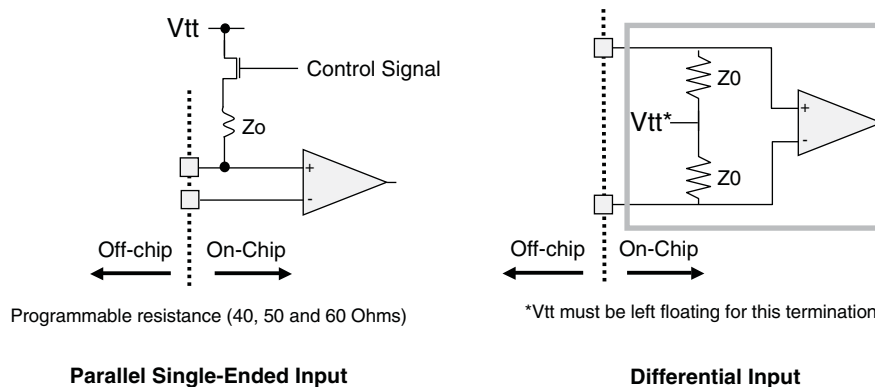 Vtt
Control Signal
Zo
+
-
Off-chip
On-Chip
Programmable resistance (40, 50 and 60 Ohms)
Parallel Single-Ended Input
Z0
Vtt*
+
-
Z0
Off-chip
On-Chip
*Vtt must be left floating for this termination
Differential Input